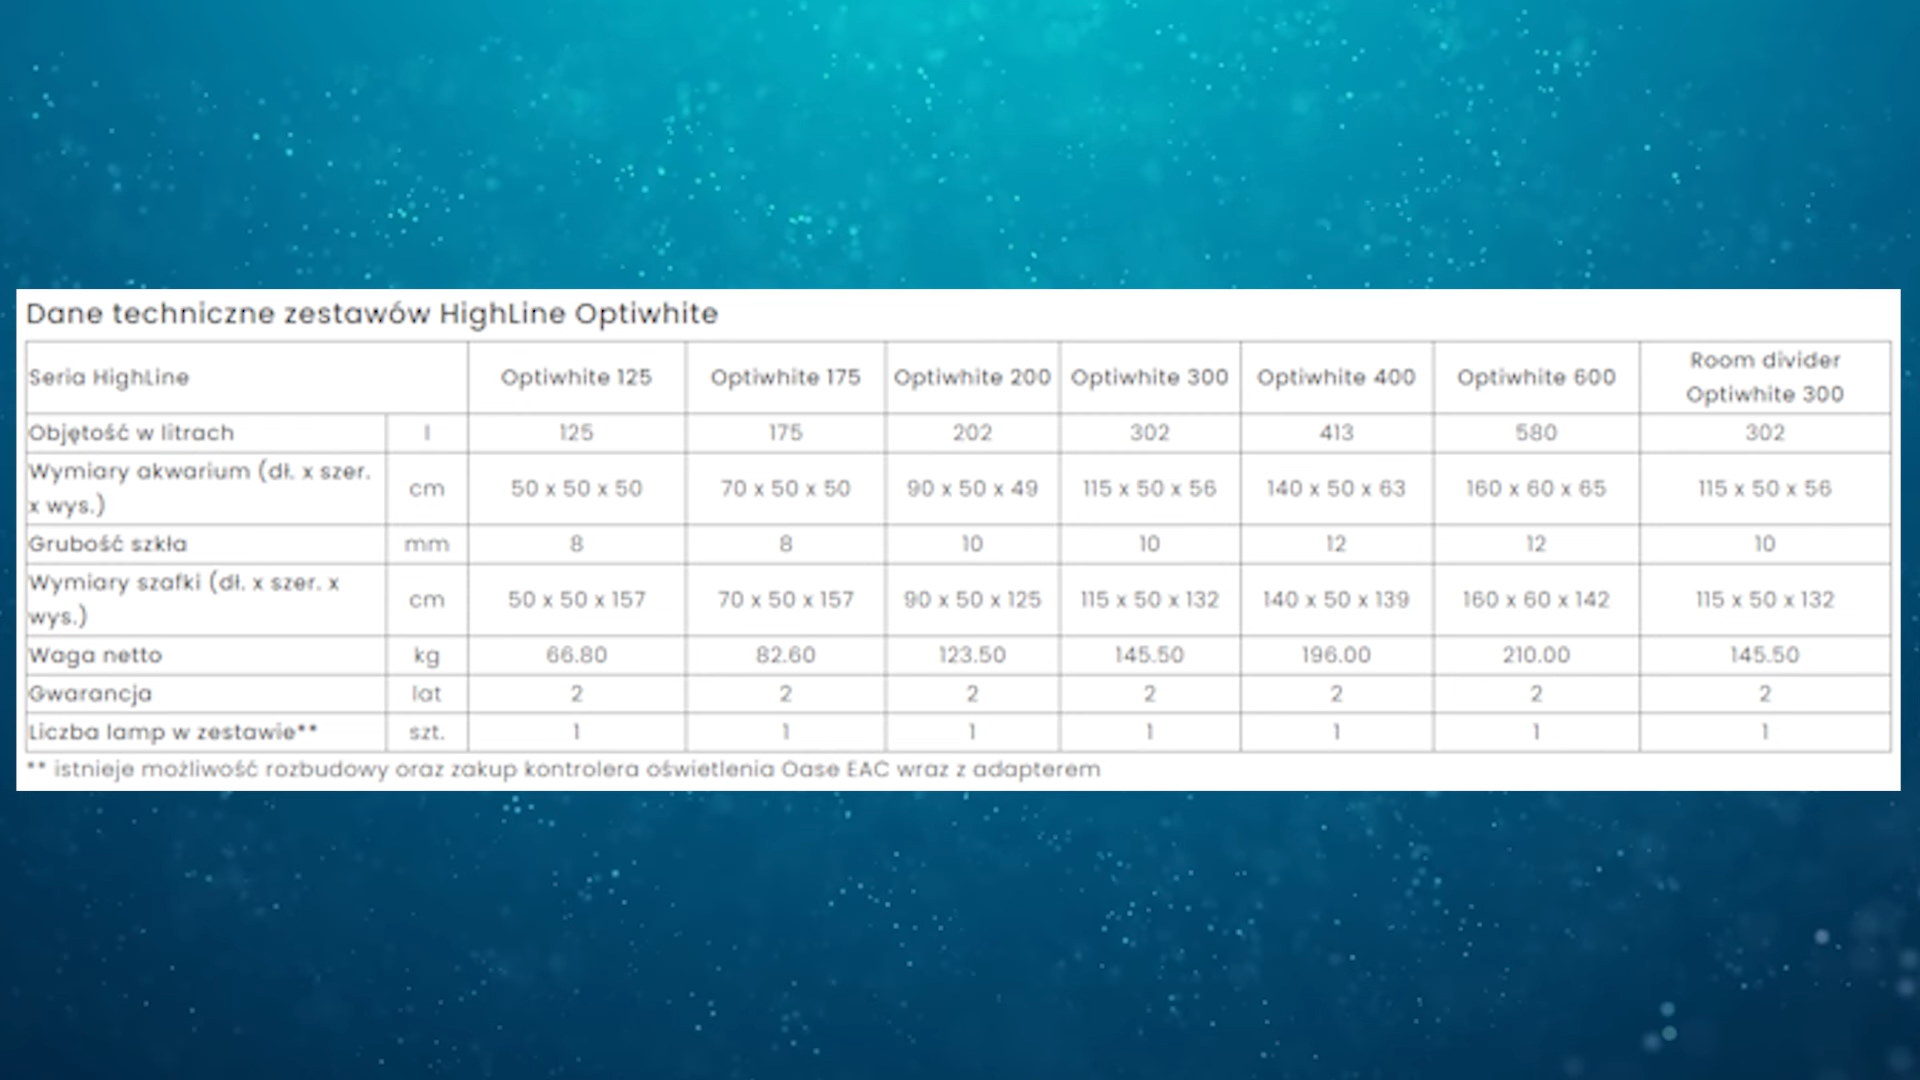 Dane techniczne zestawów HighLine Optiwhite
Seria HighLine Optiwhite 125 Optiwhite 175 Optiwhite 200 Optiwhite 300 Optiwhite 400 Optiwhite 600 Room divider
Optiwhite 300
Objętość w litrach l 125 175 202 302 413 580 302
Wymiary akwarium (dł. x szer.
x wys.) cm 50 x 50 x 50 70 x 50 x 50 90 x 50 x 49 115 x 50 x 56 140 x 50 x 63 160 x 60 x 65 115 x 50 x 56
Grubość szkła mm 8 8 10 10 12 12 10
Wymiary szafki (dł. x szer. x
wys.) cm 50 x 50 x 157 70 x 50 x 157 90 x 50 x 125 115 x 50 x 132 140 x 50 x 139 160 x 60 x 142 115 x 50 x 132
Waga netto kg 66.80 82.60 123.50 145.50 196.00 210.00 145.50
Gwarancja lat 2 2 2 2 2 2 2
Liczba lamp w zestawie** szt. 1 1 1 1 1 1 1
** istnieje możliwość rozbudowy oraz zakup kontrolera oświetlenia Oase EAC wraz z adapterem